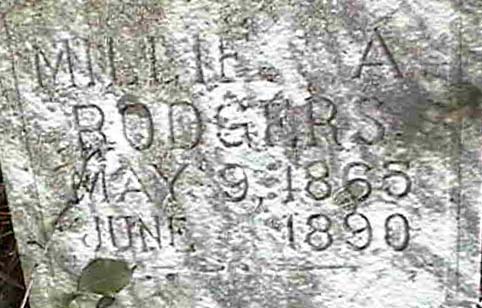 MILLIE A
RODGERS
MAY 9, 1865
JUNE 1890